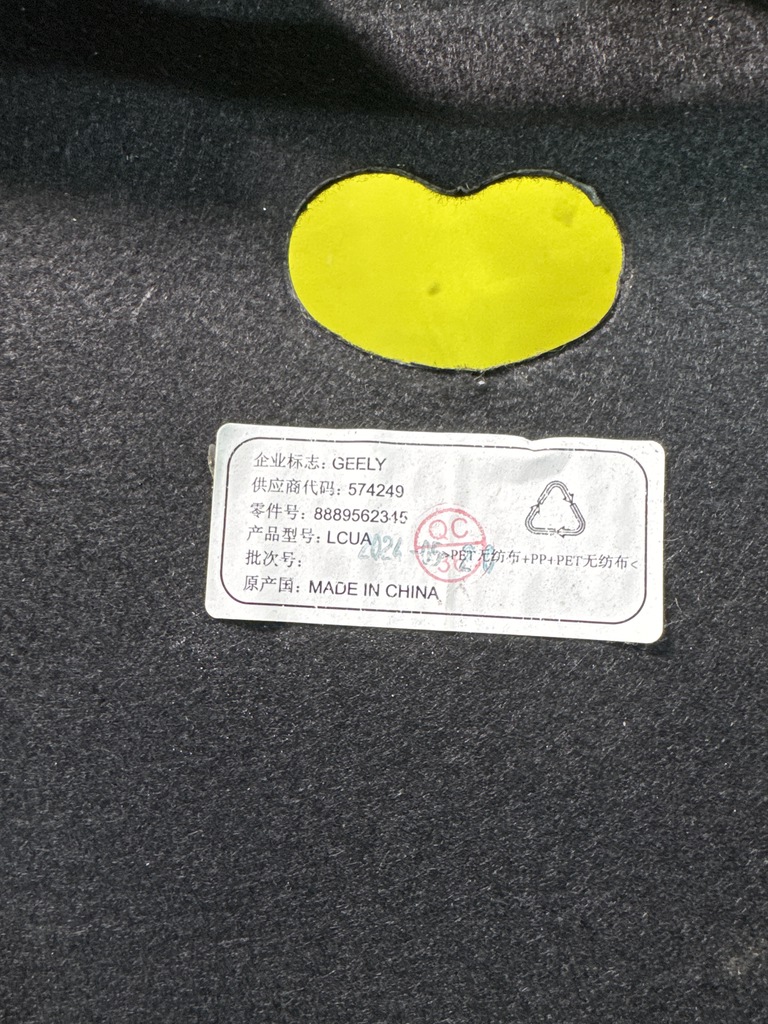 企业标志：GEELY
供应商代码：574249
零件号：8889562345
产品型号：LCUA
批次号：
2024
QC
>PET无纺布+PP+PET无纺布<
原产国：MADE IN CHINA